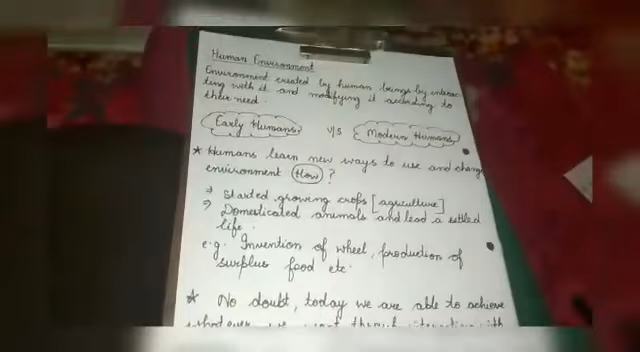 Human Environment
Environment created by human beings by interac
ting with it and modifying it according to
their need.
Early Humans v/s Modern Humans
* Humans learn new ways to use and change
environment How ?
→ Started growing crops [agriculture]
→ Domesticated animals and lead a settled
life.
e.g. Invention of wheel, production of
surplus food etc.
* No doubt, today we are able to achieve